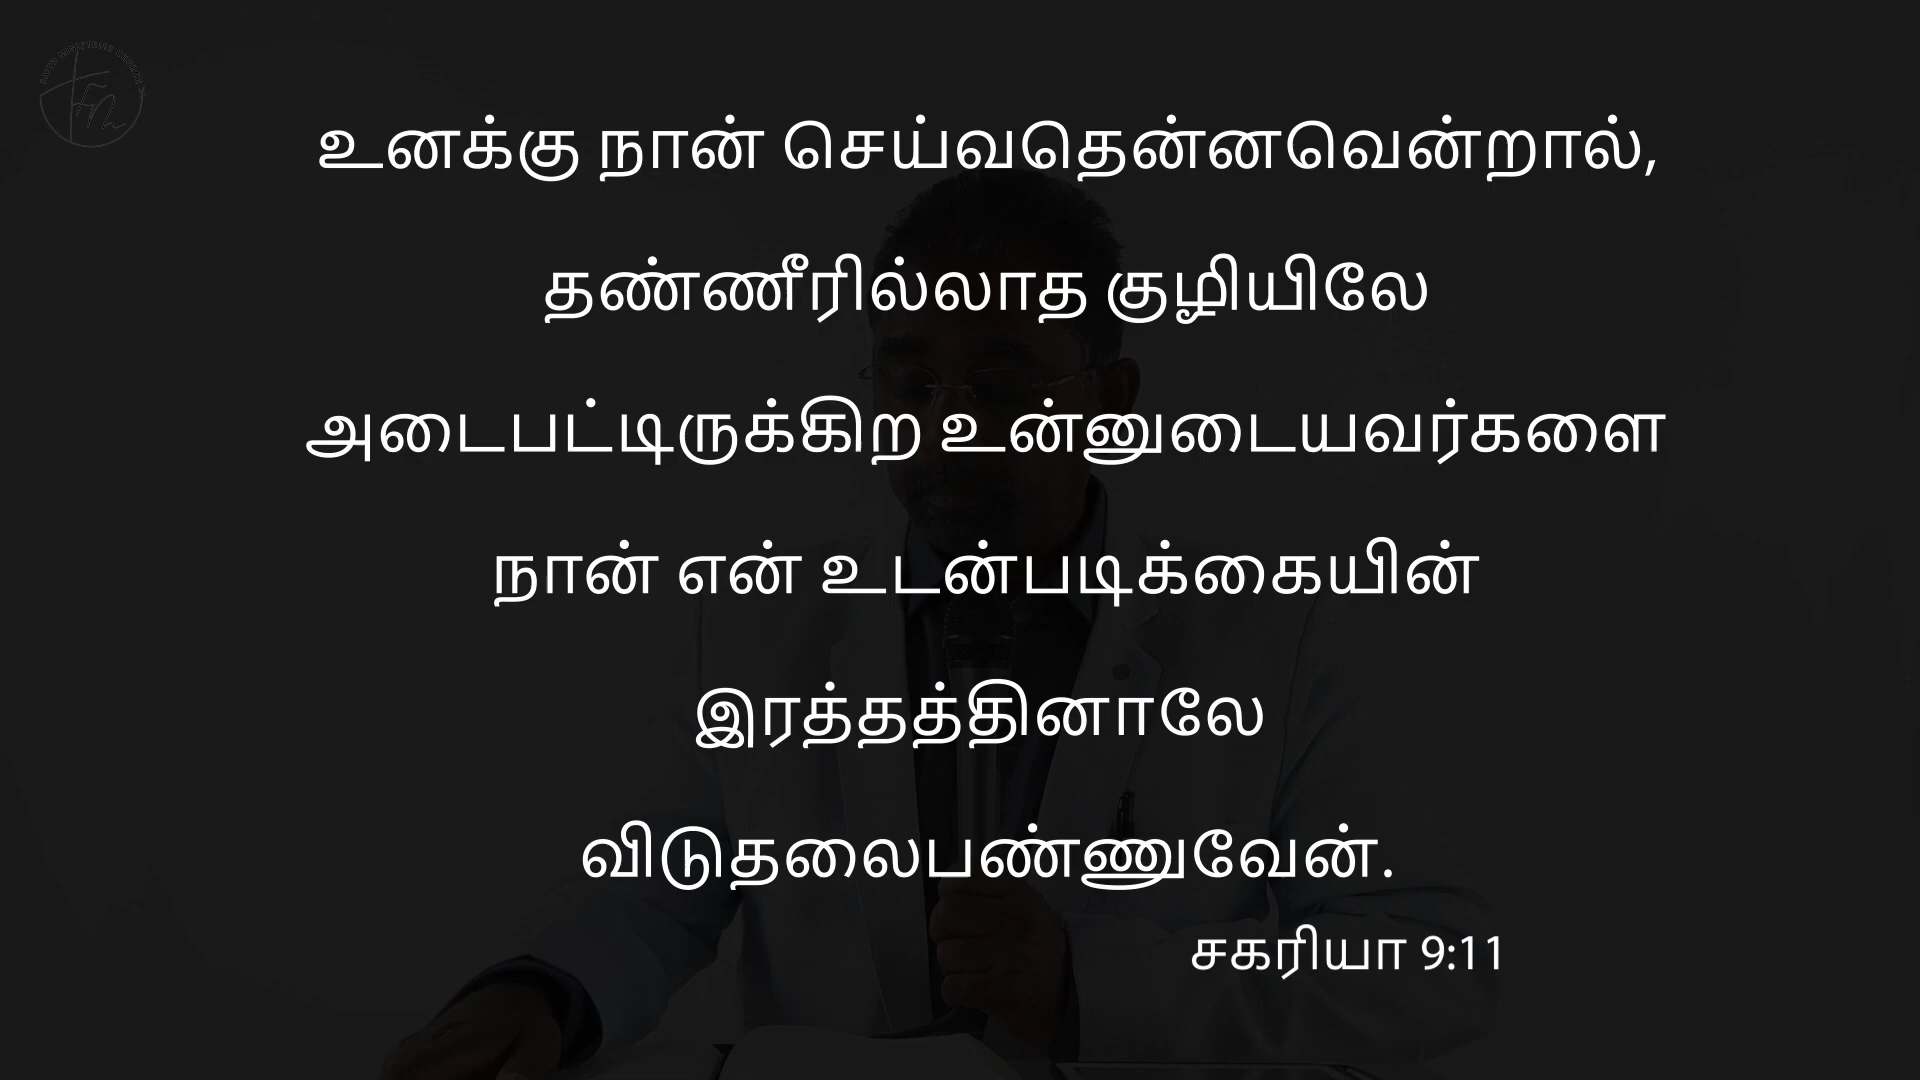 உனக்கு நான் செய்வதென்னவென்றால்,
தண்ணீரில்லாத குழியிலே
அடைபட்டிருக்கிற உன்னுடையவர்களை
நான் என் உடன்படிக்கையின்
இரத்தத்தினாலே
விடுதலைபண்ணுவேன்.
சகரியா 9:11